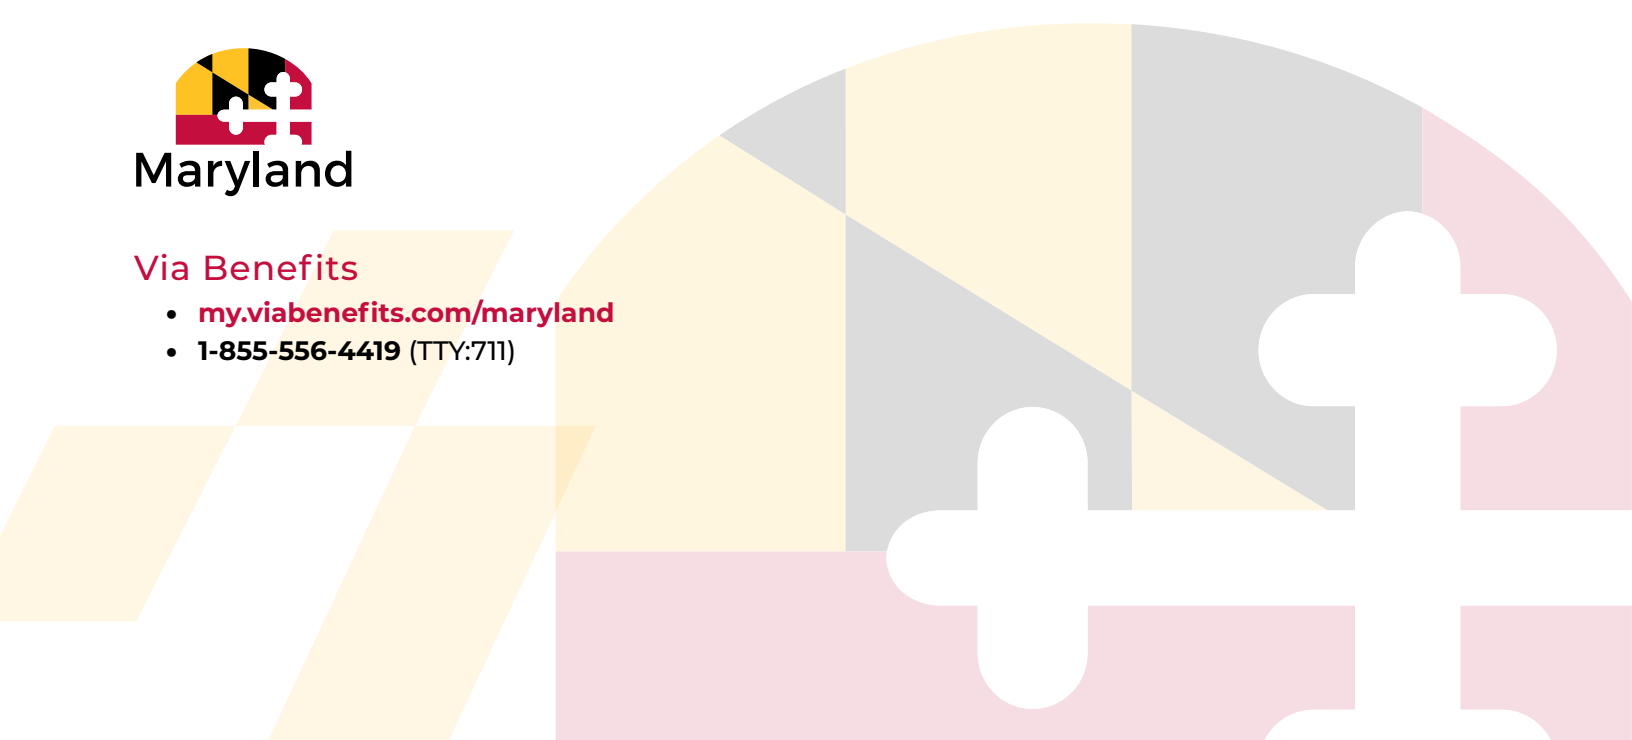 Maryland
Via Benefits
• my.viabenefits.com/maryland
• 1-855-556-4419 (TTY:711)